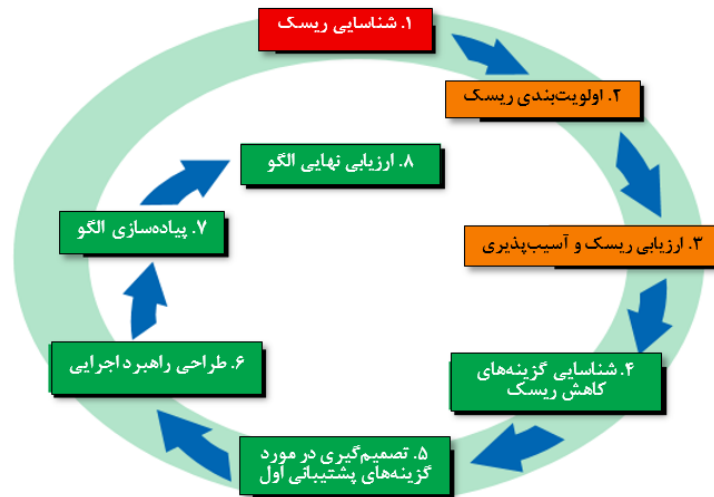 ۱. شناسایی ریسک
۲. اولویت‌بندی ریسک
۳. ارزیابی ریسک و آسیب‌پذیری
۴. شناسایی گزینه‌های
کاهش ریسک
۵. تصمیم‌گیری در مورد
گزینه‌های پشتیبانی اول
۶. طراحی راهبرد اجرایی
۷. پیاده‌سازی الگو
۸. ارزیابی نهایی الگو